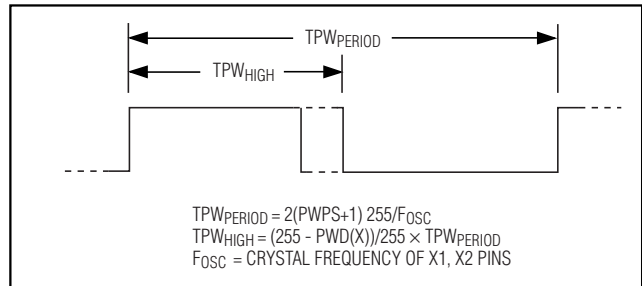 TPWPERIOD
TPWHIGH
TPWPERIOD = 2(PWPS+1) 255/FOSC
TPWHIGH = (255 - PWD(X))/255 × TPWPERIOD
FOSC = CRYSTAL FREQUENCY OF X1, X2 PINS